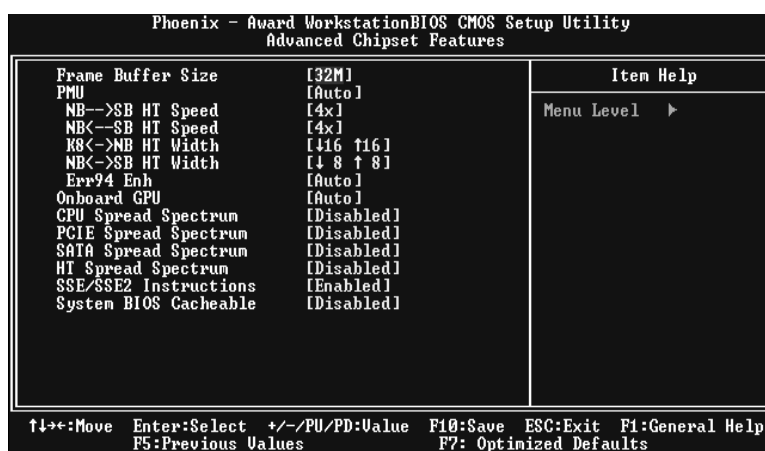 Phoenix - Award WorkstationBIOS CMOS Setup Utility
Advanced Chipset Features
Frame Buffer Size [32M]
PMU [Auto]
NB-->SB HT Speed [4x]
NB<--SB HT Speed [4x]
K8<->NB HT Width [↓16 ↑16]
NB<->SB HT Width [↓ 8 ↑ 8]
Err94 Enh [Auto]
Onboard GPU [Auto]
CPU Spread Spectrum [Disabled]
PCIE Spread Spectrum [Disabled]
SATA Spread Spectrum [Disabled]
HT Spread Spectrum [Disabled]
SSE/SSE2 Instructions [Enabled]
System BIOS Cacheable [Disabled]
Item Help
Menu Level ▶
↑↓→←:Move Enter:Select +/-/PU/PD:Value F10:Save ESC:Exit F1:General Help
F5:Previous Values F7: Optimized Defaults